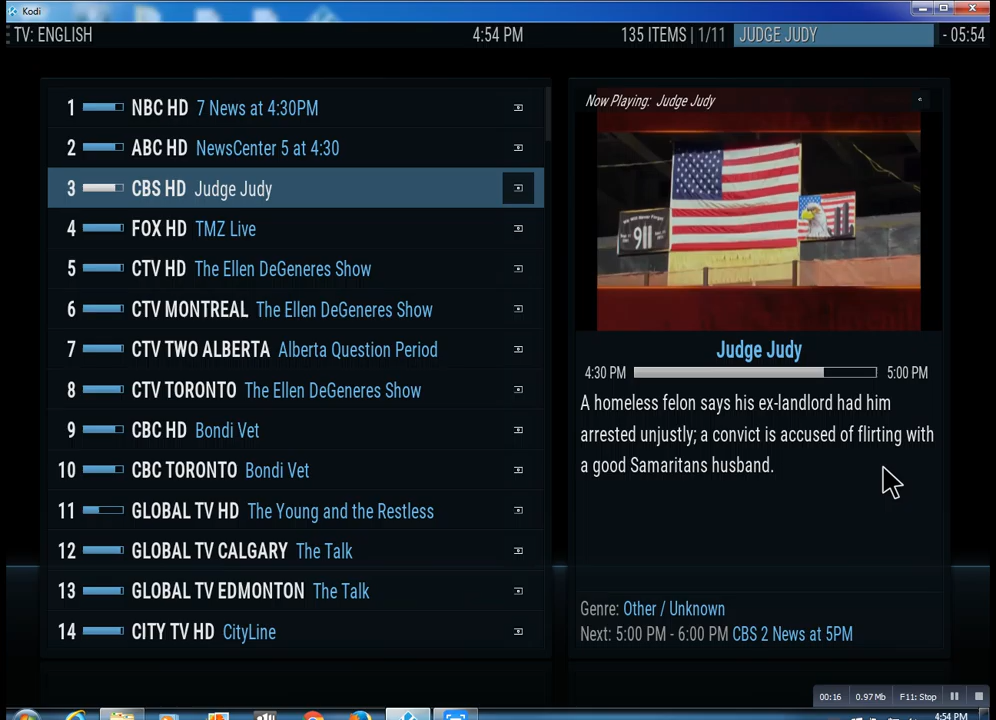 Kodi
TV: ENGLISH
4:54 PM
135 ITEMS | 1/11
JUDGE JUDY
- 05:54
1 NBC HD 7 News at 4:30PM
2 ABC HD NewsCenter 5 at 4:30
3 CBS HD Judge Judy
4 FOX HD TMZ Live
5 CTV HD The Ellen DeGeneres Show
6 CTV MONTREAL The Ellen DeGeneres Show
7 CTV TWO ALBERTA Alberta Question Period
8 CTV TORONTO The Ellen DeGeneres Show
9 CBC HD Bondi Vet
10 CBC TORONTO Bondi Vet
11 GLOBAL TV HD The Young and the Restless
12 GLOBAL TV CALGARY The Talk
13 GLOBAL TV EDMONTON The Talk
14 CITY TV HD CityLine
Now Playing: Judge Judy
We Will Never Forget
911
Judge Judy
4:30 PM 5:00 PM
A homeless felon says his ex-landlord had him
arrested unjustly; a convict is accused of flirting with
a good Samaritans husband.
Genre: Other / Unknown
Next: 5:00 PM - 6:00 PM CBS 2 News at 5PM
00:16 0.97 Mb F11: Stop
4:54 PM